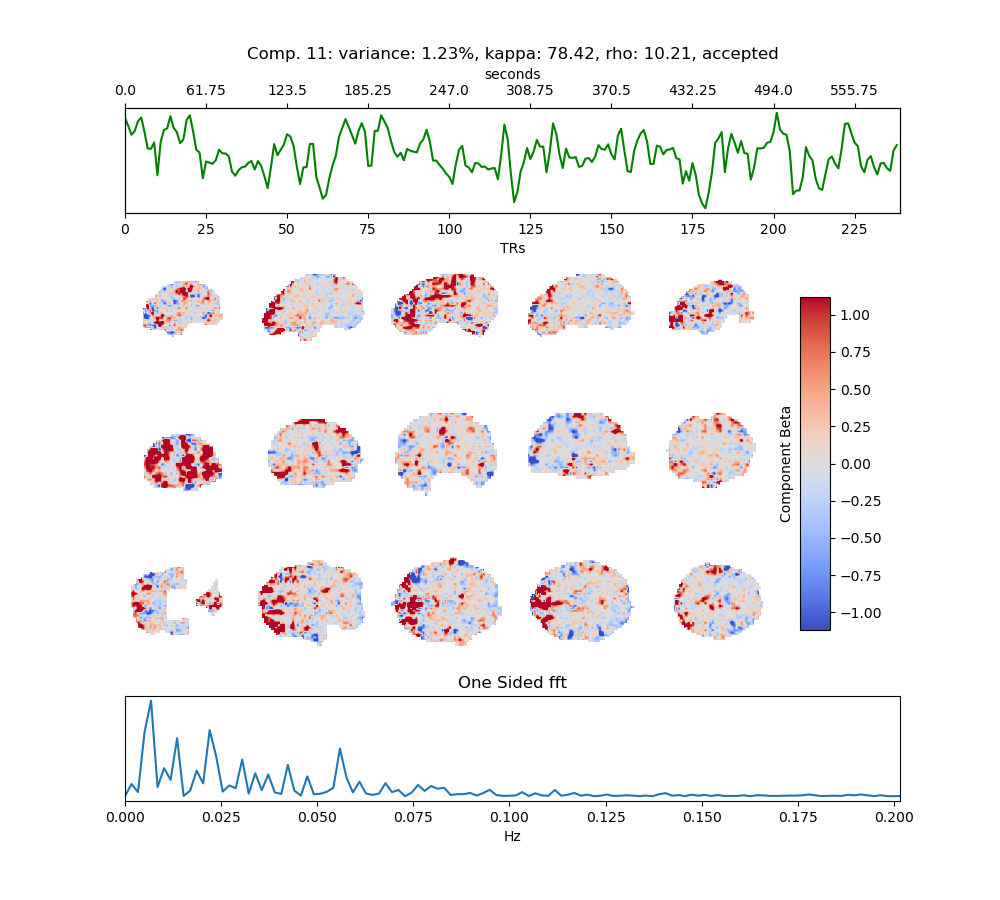 Comp. 11: variance: 1.23%, kappa: 78.42, rho: 10.21, accepted
seconds
0.0 61.75 123.5 185.25 247.0 308.75 370.5 432.25 494.0 555.75
0 25 50 75 100 125 150 175 200 225
TRs
1.00
0.75
0.50
0.25
0.00
−0.25
−0.50
−0.75
−1.00
Component Beta
One Sided fft
0.000 0.025 0.050 0.075 0.100 0.125 0.150 0.175 0.200
Hz